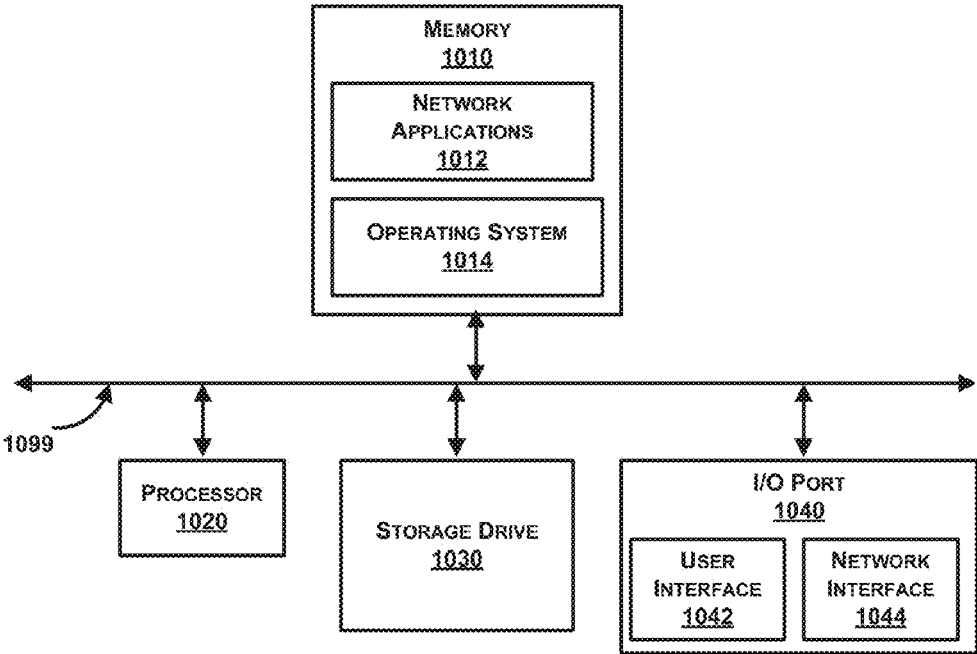 MEMORY
1010
NETWORK
APPLICATIONS
1012
OPERATING SYSTEM
1014
1099
PROCESSOR
1020
STORAGE DRIVE
1030
I/O PORT
1040
USER
INTERFACE
1042
NETWORK
INTERFACE
1044